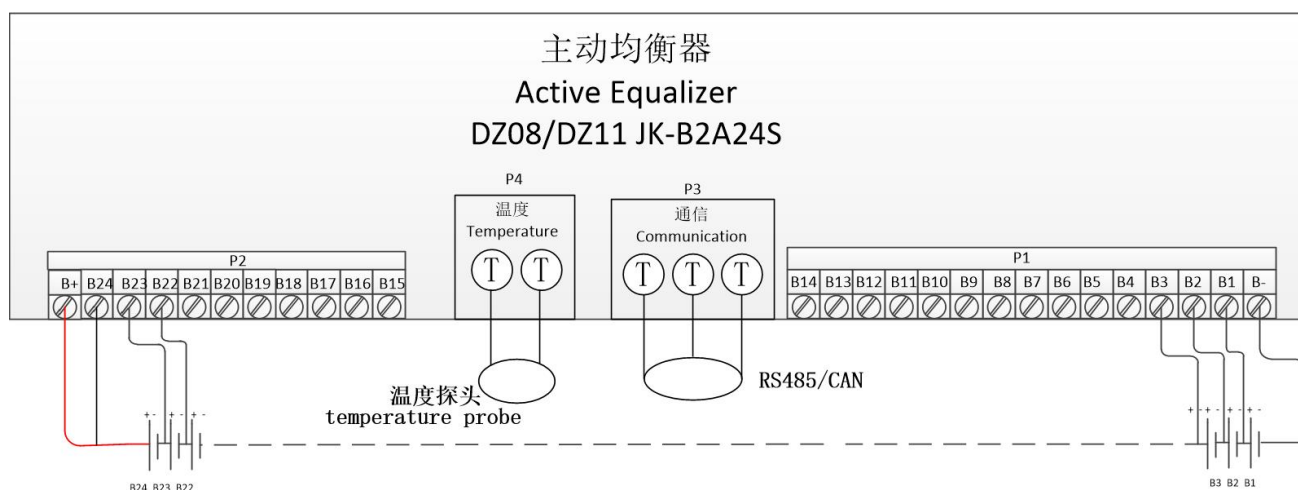 主动均衡器
Active Equalizer
DZ08/DZ11 JK-B2A24S
P4
温度
Temperature
T T
P3
通信
Communication
T T T
P2
B+ B24 B23 B22 B21 B20 B19 B18 B17 B16 B15
P1
B14 B13 B12 B11 B10 B9 B8 B7 B6 B5 B4 B3 B2 B1 B-
温度探头
temperature probe
RS485/CAN
+ - + - + -
B24 B23 B22
+ - + - + -
B3 B2 B1